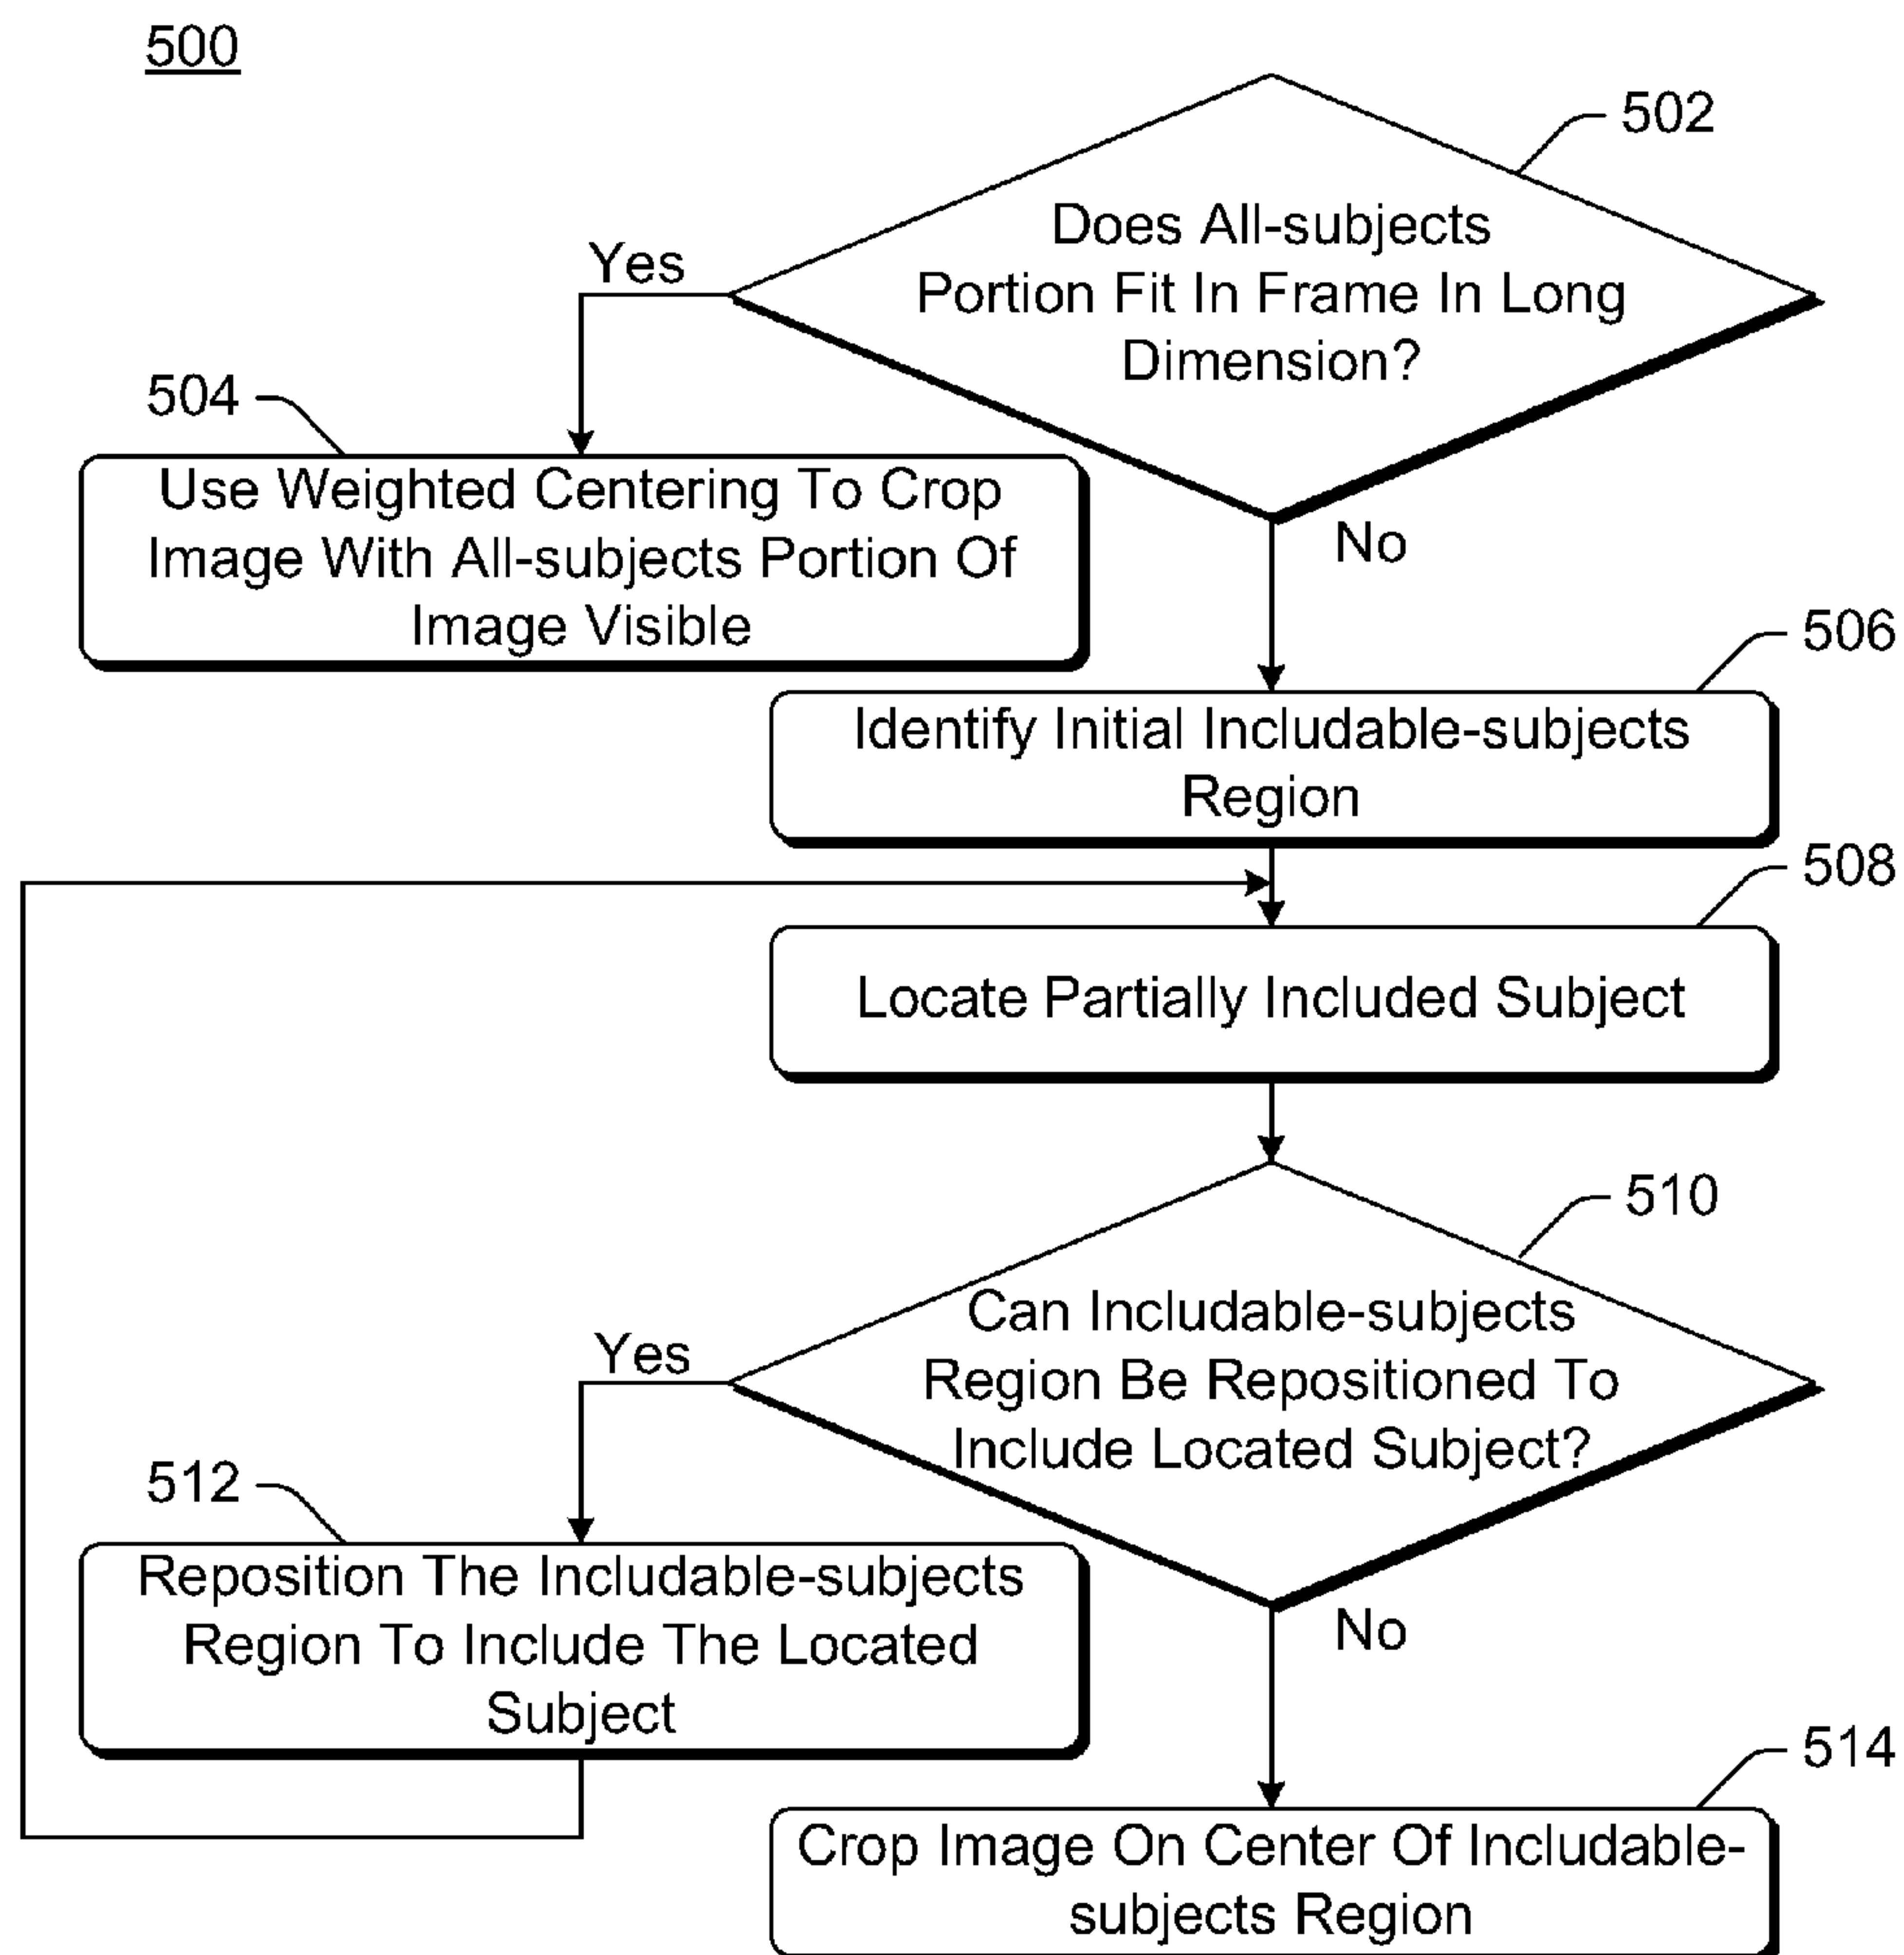 500
502
Does All-subjects
Portion Fit In Frame In Long
Dimension?
Yes
No
504
Use Weighted Centering To Crop
Image With All-subjects Portion Of
Image Visible
506
Identify Initial Includable-subjects
Region
508
Locate Partially Included Subject
510
Can Includable-subjects
Region Be Repositioned To
Include Located Subject?
Yes
No
512
Reposition The Includable-subjects
Region To Include The Located
Subject
514
Crop Image On Center Of Includable-
subjects Region